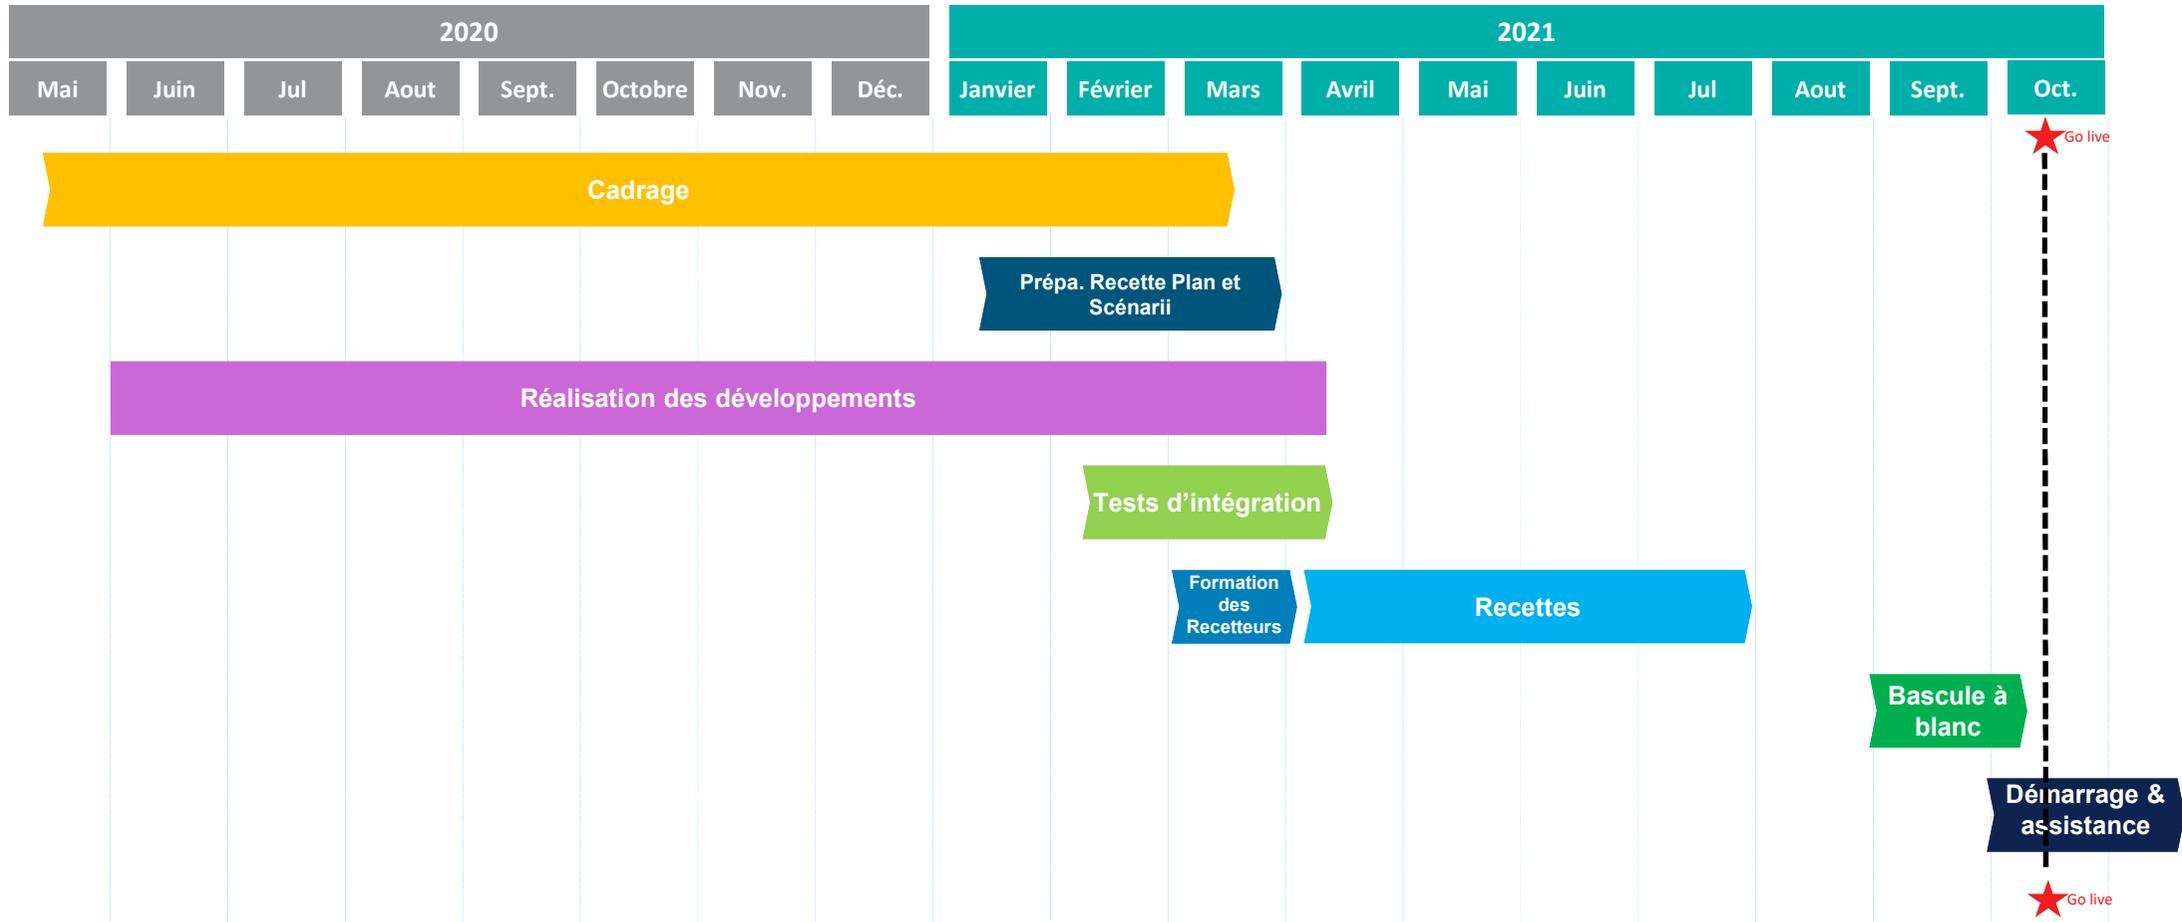 2020
2021
Mai
Juin
Jul
Aout
Sept.
Octobre
Nov.
Déc.
Janvier
Février
Mars
Avril
Mai
Juin
Jul
Aout
Sept.
Oct.
Go live
Cadrage
Prépa. Recette Plan et
Scénarii
Réalisation des développements
Tests d’intégration
Formation
des
Recetteurs
Recettes
Bascule à
blanc
Démarrage &
assistance
Go live